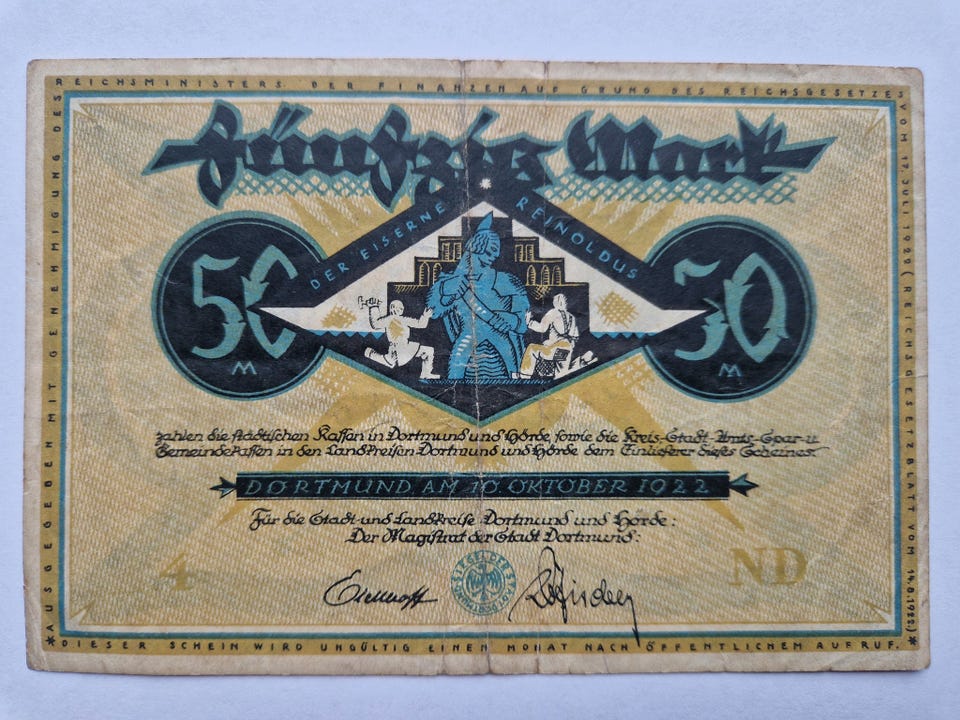 *AUSGEGEBEN MIT GENEHMIGUNG DES
REICHSMINISTERS DER FINANZEN AUF GRUND DES REICHSGESETZES
VOM 17. JULI 1922 (REICHSGESETZBLATT VOM 14.8.1922)*
Fünfzig Mark
DER EISERNE REINOLDUS
50 M
50 M
zahlen die städtischen Kassen in Dortmund und Hörde, sowie die Kreis-Stadt-Amts-Spar-u.
Gemeindekassen in den Landkreisen Dortmund und Hörde dem Einlieferer dieses Scheines.
DORTMUND, AM 10. OKTOBER 1922
Für die Stadt-und Landkreise Dortmund und Hörde:
Der Magistrat der Stadt Dortmund:
SIEGEL DER STADT DORTMUND
4
ND
*DIESER SCHEIN WIRD UNGÜLTIG EINEN MONAT NACH ÖFFENTLICHEM AUFRUF.